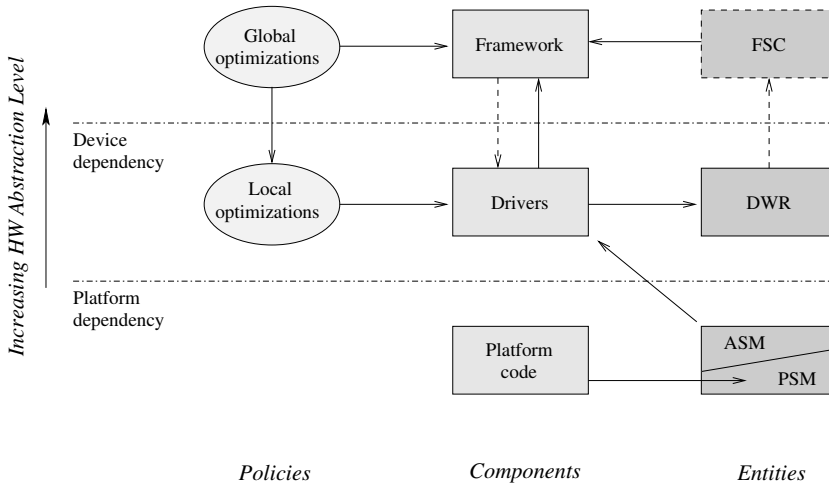 Increasing HW Abstraction Level
Global
optimizations
Framework
FSC
Device
dependency
Local
optimizations
Drivers
DWR
Platform
dependency
Platform
code
ASM
PSM
Policies
Components
Entities